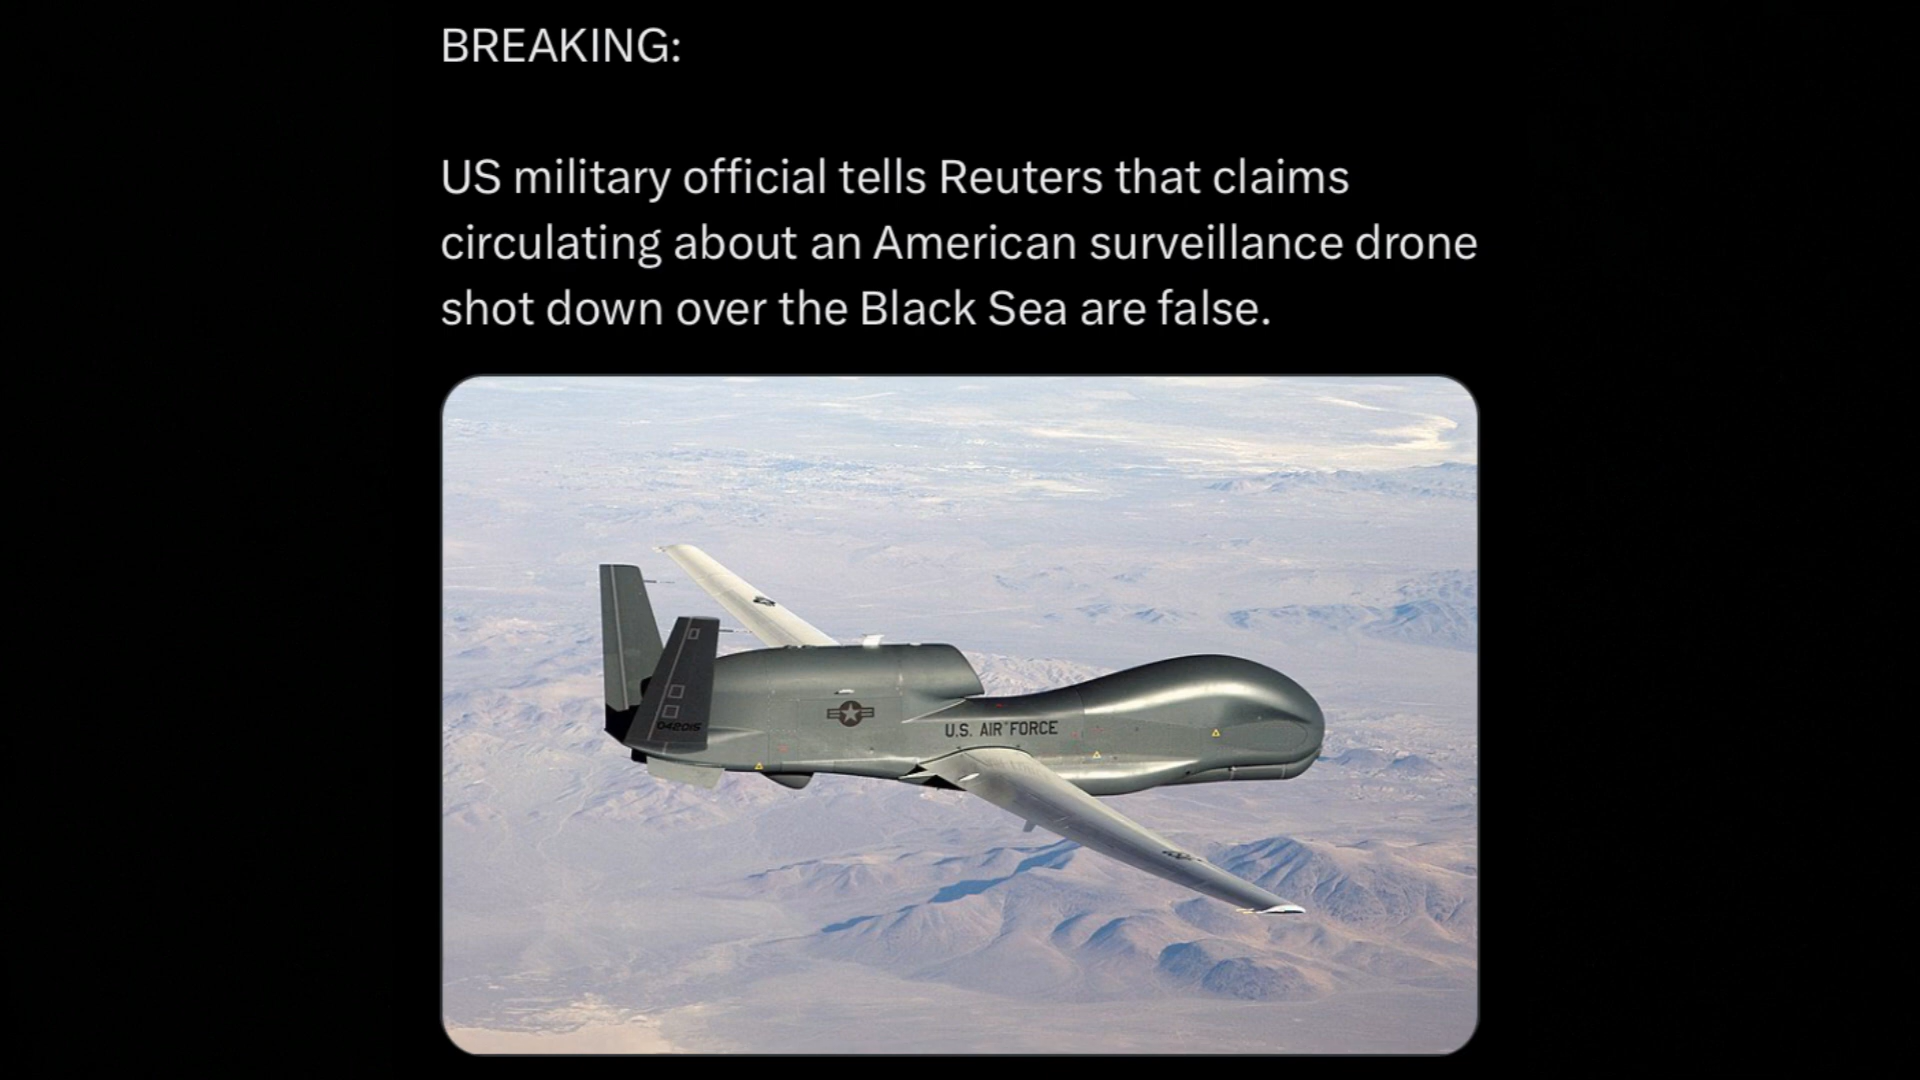 BREAKING:
US military official tells Reuters that claims
circulating about an American surveillance drone
shot down over the Black Sea are false.
U.S. AIR FORCE
042015